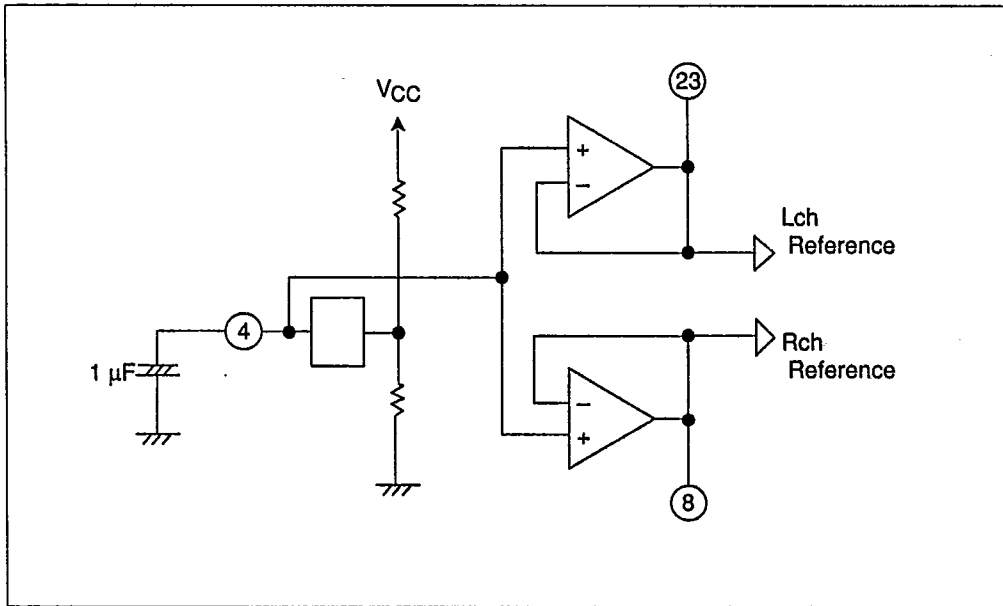 VCC
23
+
−
Lch
Reference
4
1 μF
Rch
Reference
−
+
8